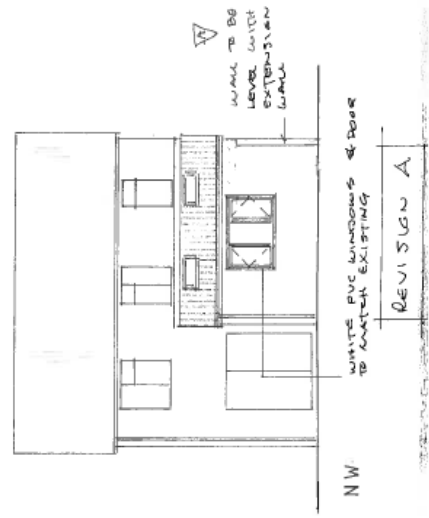 A
WALL TO BE
LEVEL WITH
EXTENSION
WALL
WHITE PVC WINDOWS & DOOR
TO MATCH EXISTING
REVISION A
NW